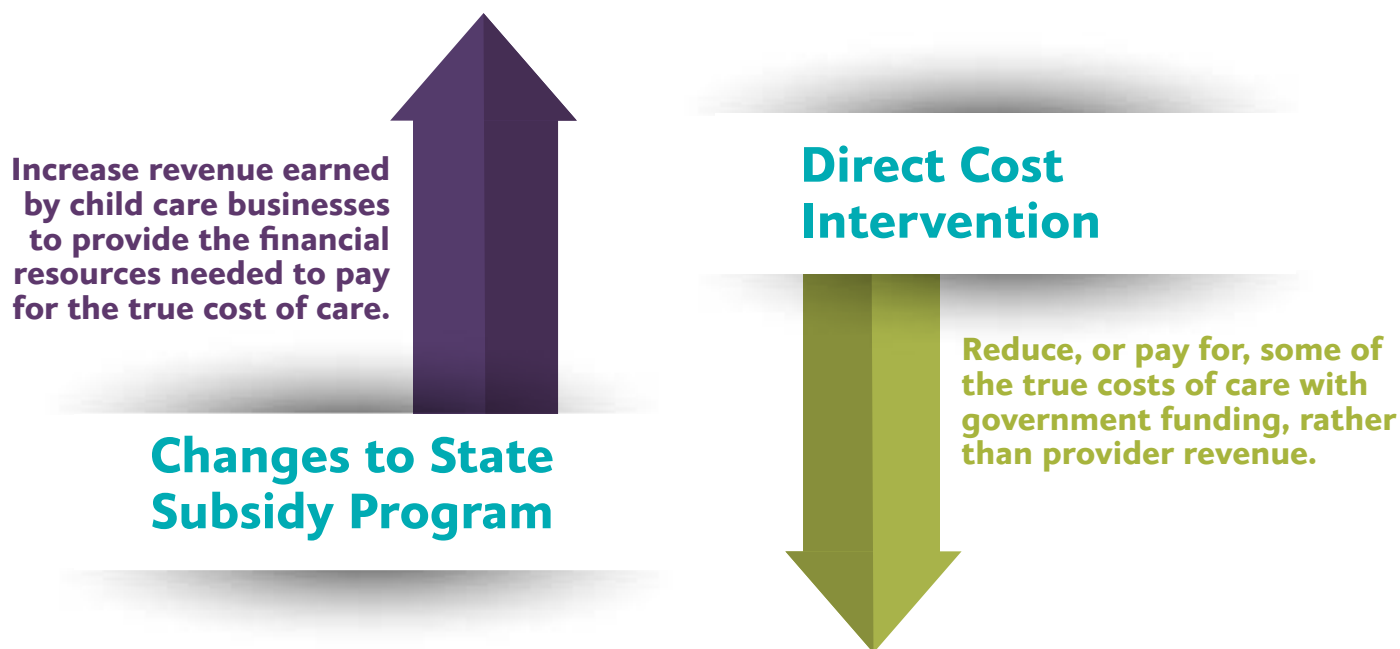 Increase revenue earned
by child care businesses
to provide the financial
resources needed to pay
for the true cost of care.
Changes to State
Subsidy Program
Direct Cost
Intervention
Reduce, or pay for, some of
the true costs of care with
government funding, rather
than provider revenue.